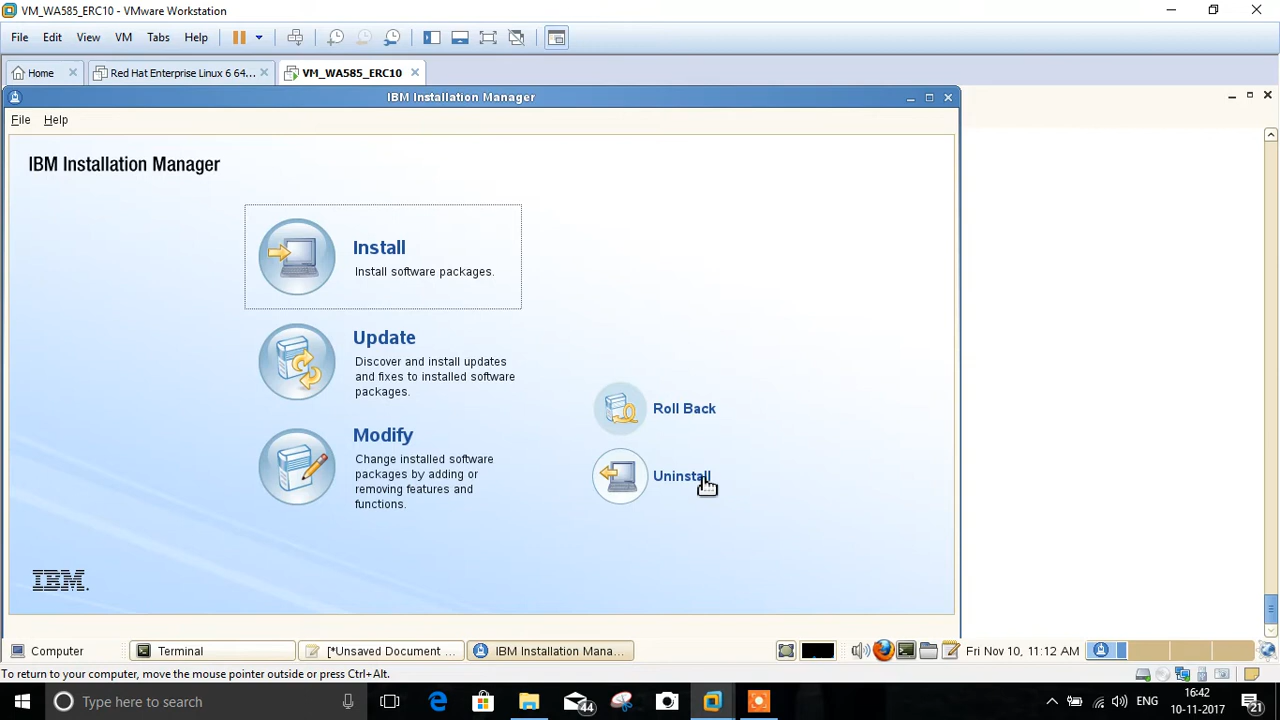 VM_WA585_ERC10 - VMware Workstation
File Edit View VM Tabs Help
Home Red Hat Enterprise Linux 6 64... VM_WA585_ERC10
IBM Installation Manager
File Help
IBM Installation Manager
Install
Install software packages.
Update
Discover and install updates
and fixes to installed software
packages.
Roll Back
Modify
Change installed software
packages by adding or
removing features and
functions.
Uninstall
IBM
Computer Terminal [*Unsaved Document ... IBM Installation Mana... Fri Nov 10, 11:12 AM
To return to your computer, move the mouse pointer outside or press Ctrl+Alt.
Type here to search 44 ENG 16:42
10-11-2017 21